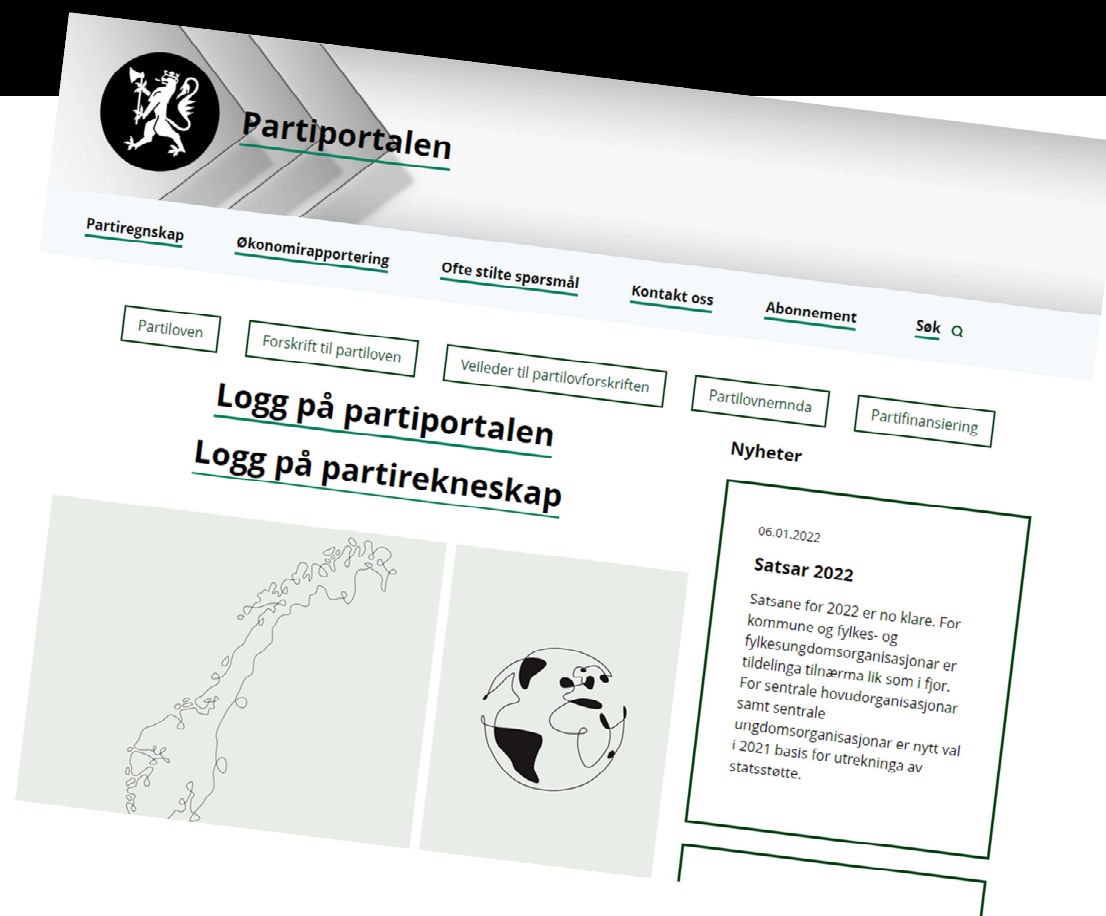 Partiportalen
Partiregnskap
Økonomirapportering
Ofte stilte spørsmål
Kontakt oss
Abonnement
Søk
Partiloven
Forskrift til partiloven
Veileder til partilovforskriften
Partilovnemnda
Partifinansiering
Logg på partiportalen
Logg på partirekneskap
Nyheter
06.01.2022
Satsar 2022
Satsane for 2022 er no klare. For
kommune og fylkes- og
fylkesungdomsorganisasjonar er
tildelinga tilnærma lik som i fjor.
For sentrale hovudorganisasjonar
samt sentrale
ungdomsorganisasjonar er nytt val
i 2021 basis for utrekninga av
statsstøtte.